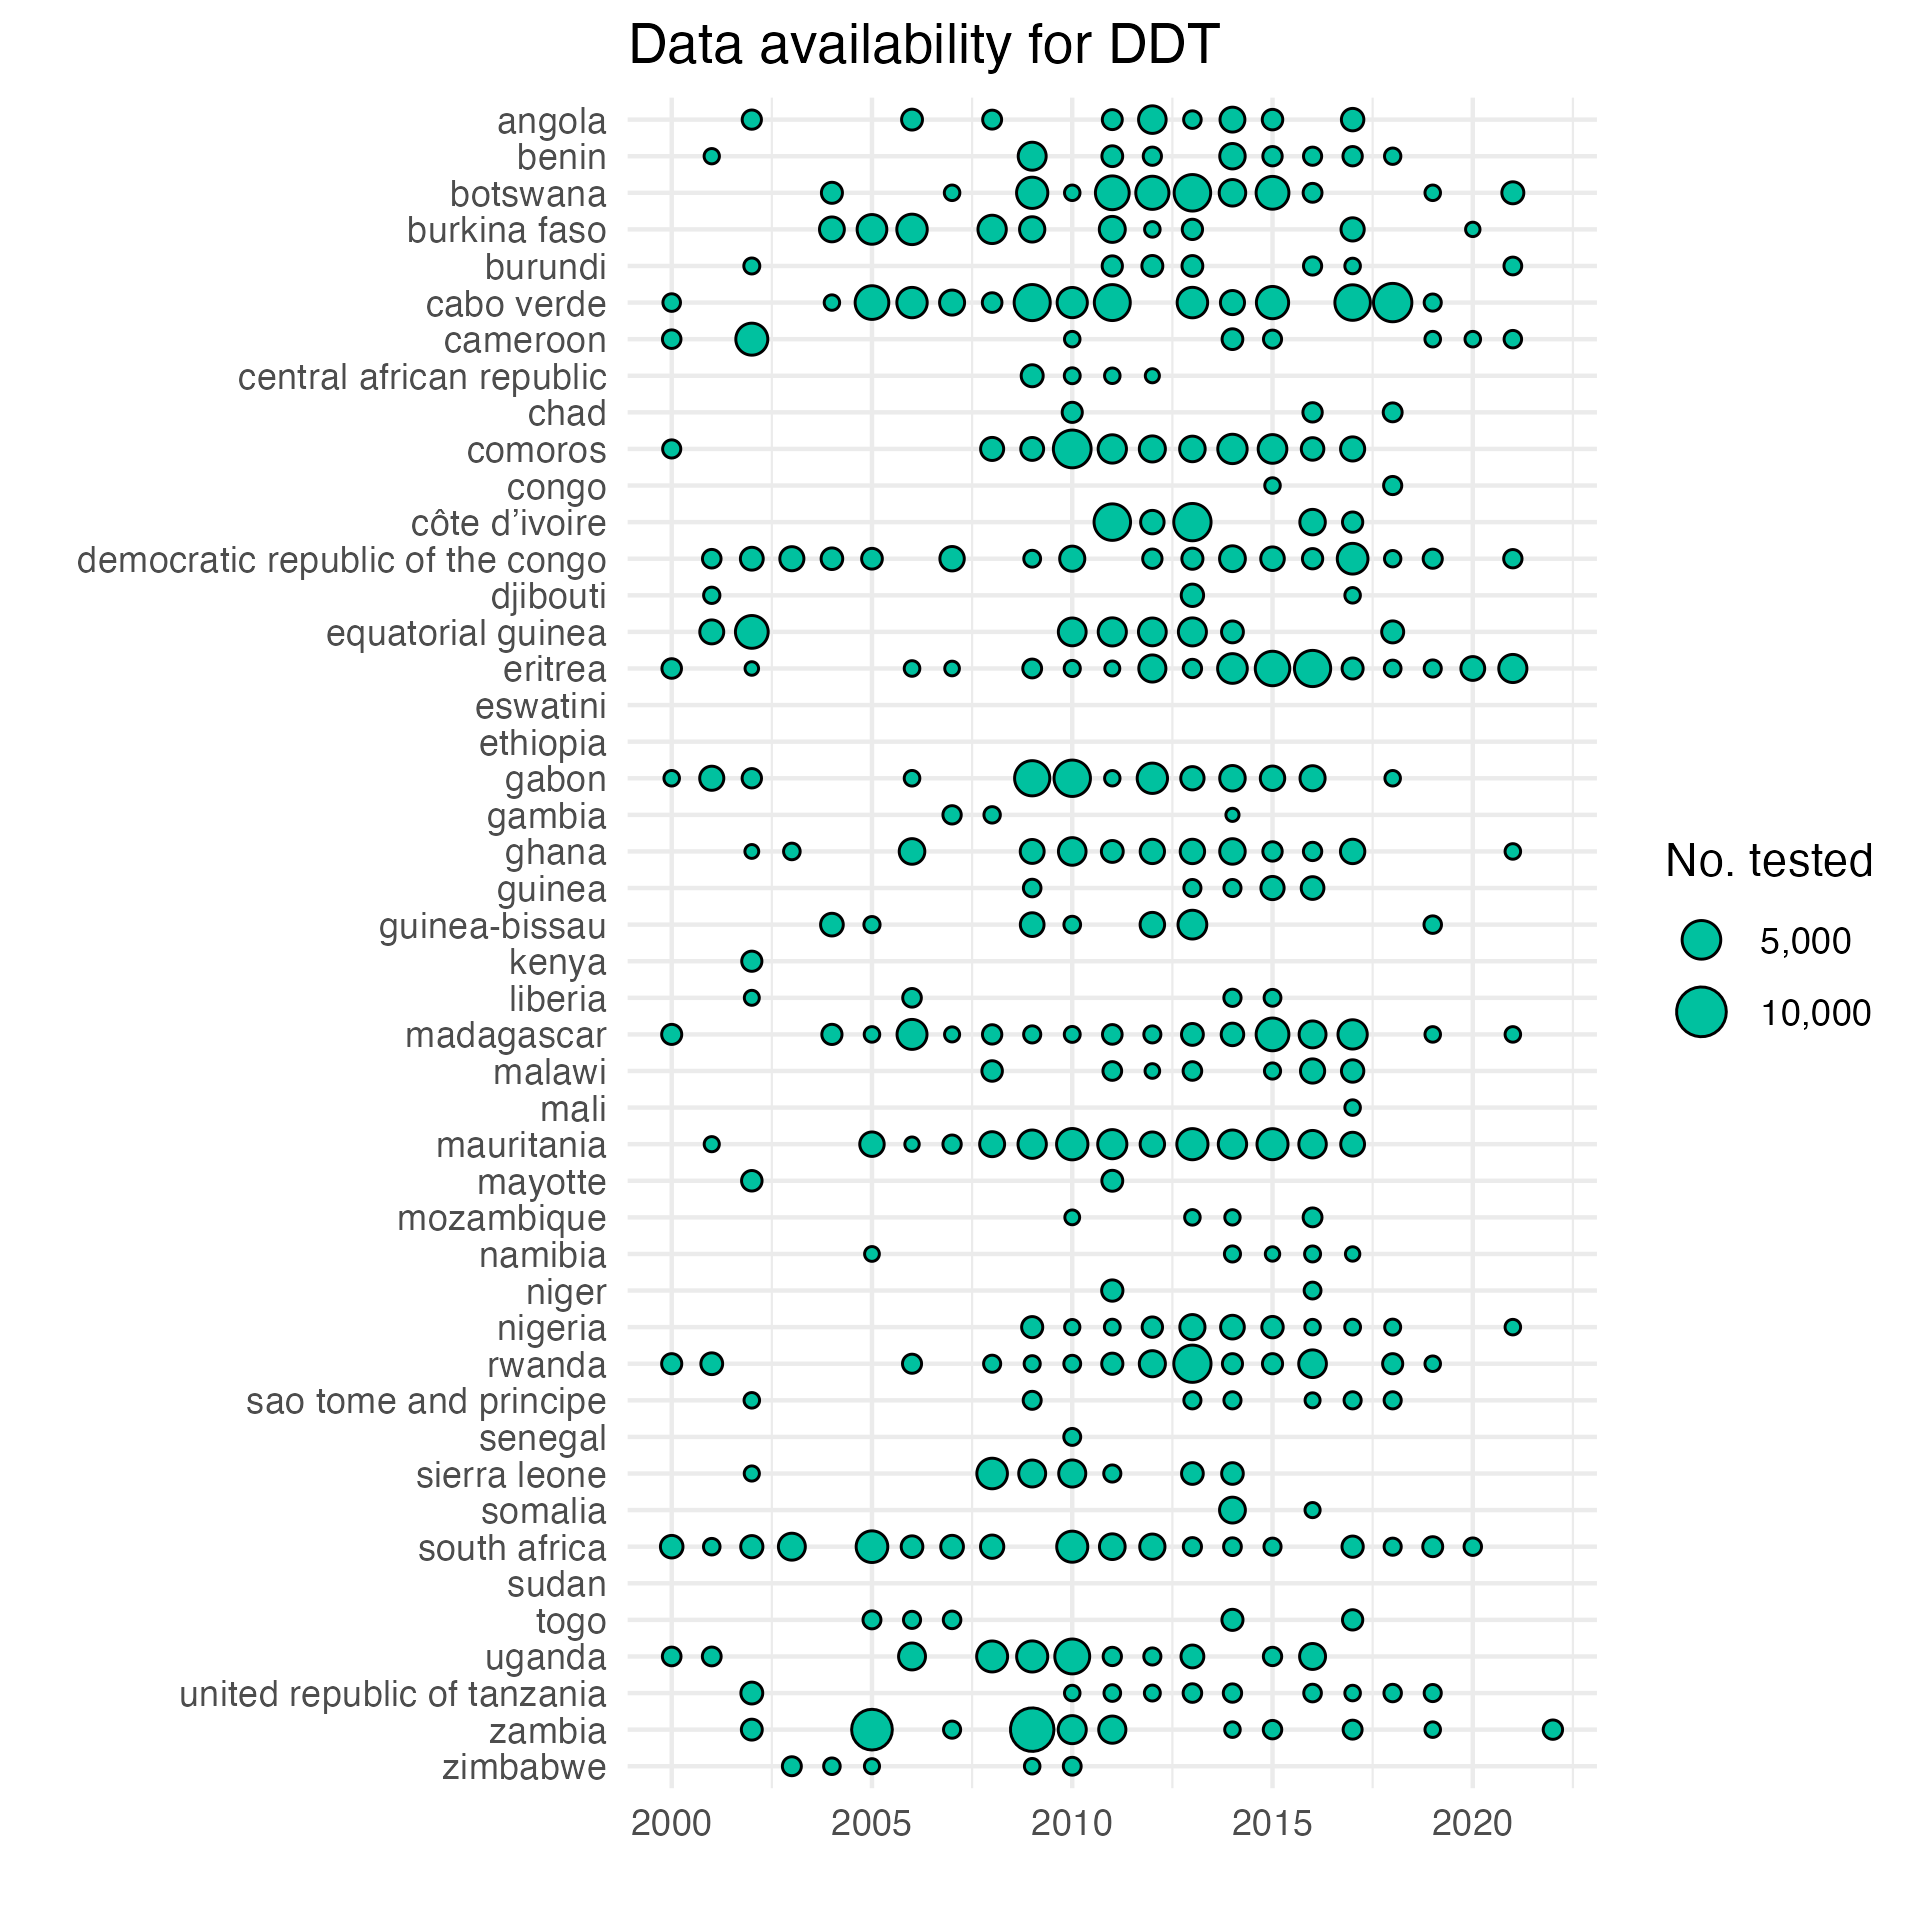 Data availability for DDT
angola
benin
botswana
burkina faso
burundi
cabo verde
cameroon
central african republic
chad
comoros
congo
côte d’ivoire
democratic republic of the congo
djibouti
equatorial guinea
eritrea
eswatini
ethiopia
gabon
gambia
ghana
guinea
guinea-bissau
kenya
liberia
madagascar
malawi
mali
mauritania
mayotte
mozambique
namibia
niger
nigeria
rwanda
sao tome and principe
senegal
sierra leone
somalia
south africa
sudan
togo
uganda
united republic of tanzania
zambia
zimbabwe
2000 2005 2010 2015 2020
No. tested
5,000
10,000